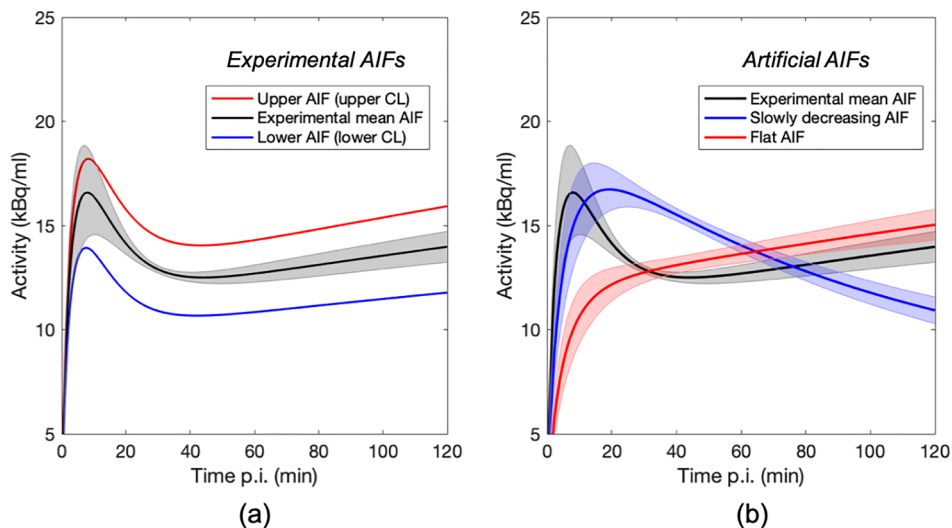 Experimental AIFs
Upper AIF (upper CL)
Experimental mean AIF
Lower AIF (lower CL)
Activity (kBq/ml)
25
20
15
10
5
0 20 40 60 80 100 120
Time p.i. (min)
(a)
Artificial AIFs
Experimental mean AIF
Slowly decreasing AIF
Flat AIF
Activity (kBq/ml)
25
20
15
10
5
0 20 40 60 80 100 120
Time p.i. (min)
(b)